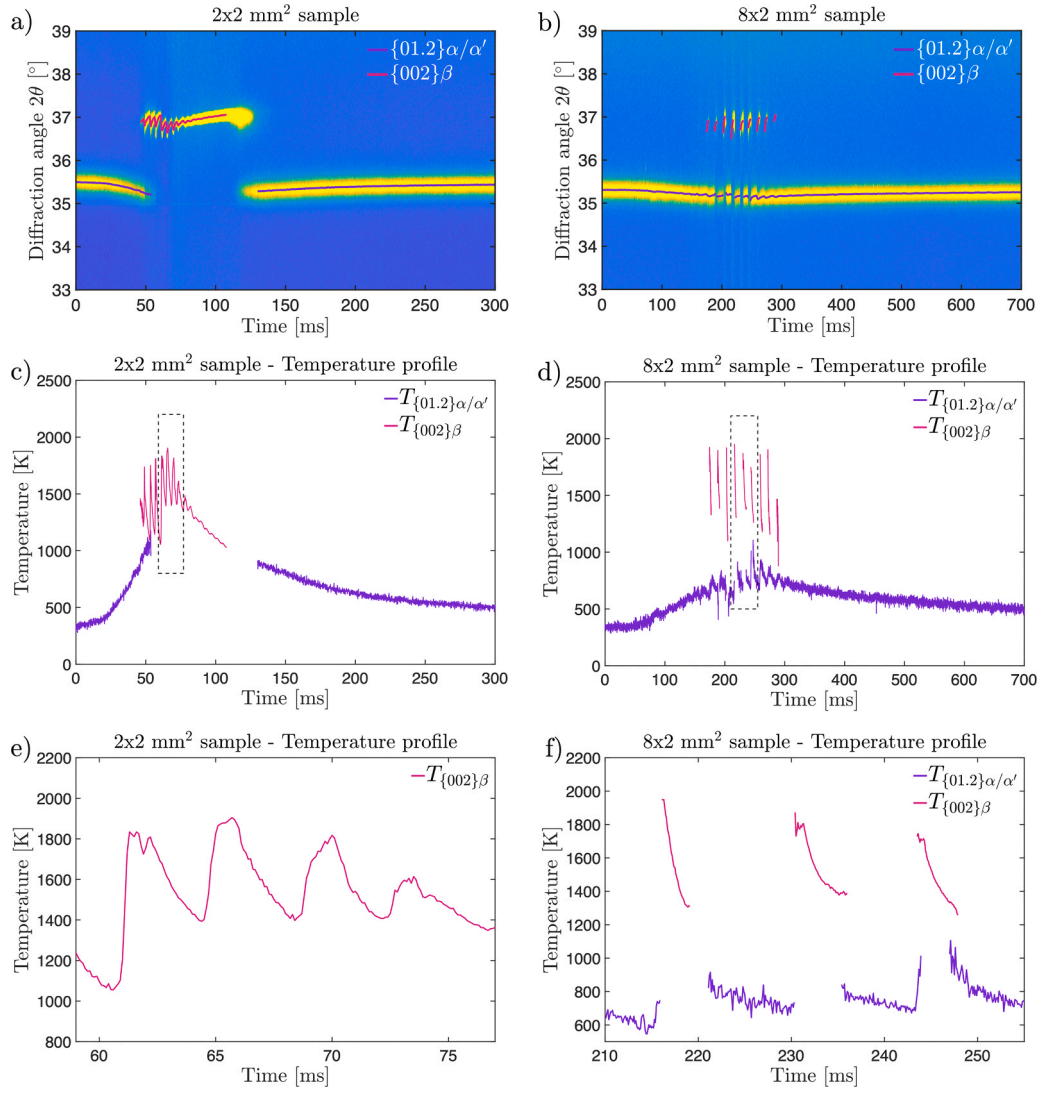 a)
2x2 mm² sample
Diffraction angle 2θ [°]
39
38
37
36
35
34
33
{01.2}α/α′
{002}β
0
50
100
150
200
250
300
Time [ms]
b)
8x2 mm² sample
Diffraction angle 2θ [°]
39
38
37
36
35
34
33
{01.2}α/α′
{002}β
0
100
200
300
400
500
600
700
Time [ms]
c)
2x2 mm² sample - Temperature profile
Temperature [K]
2500
2000
1500
1000
500
0
T{01.2}α/α′
T{002}β
0
50
100
150
200
250
300
Time [ms]
d)
8x2 mm² sample - Temperature profile
Temperature [K]
2500
2000
1500
1000
500
0
T{01.2}α/α′
T{002}β
0
100
200
300
400
500
600
700
Time [ms]
e)
2x2 mm² sample - Temperature profile
Temperature [K]
2200
2000
1800
1600
1400
1200
1000
800
T{002}β
60
65
70
75
Time [ms]
f)
8x2 mm² sample - Temperature profile
Temperature [K]
2200
2000
1800
1600
1400
1200
1000
800
600
T{01.2}α/α′
T{002}β
210
220
230
240
250
Time [ms]